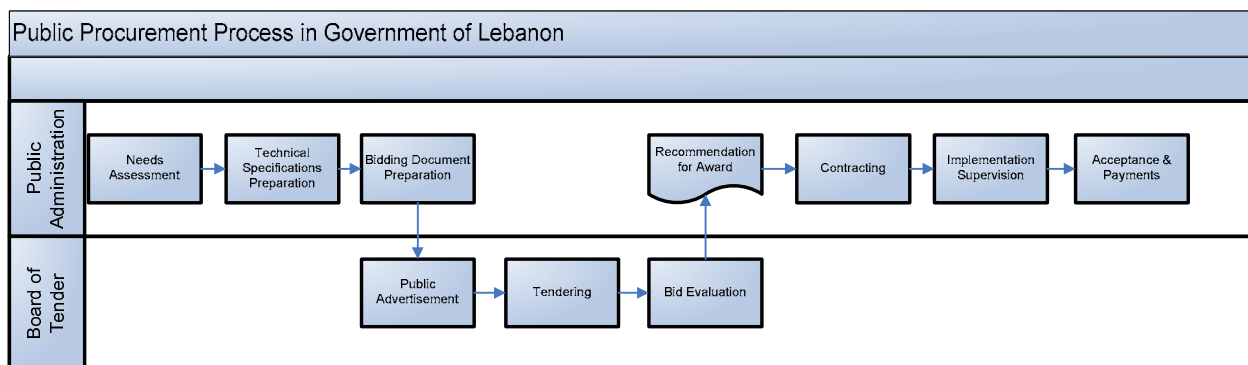 Public Procurement Process in Government of Lebanon
Public
Administration
Needs
Assessment
Technical
Specifications
Preparation
Bidding Document
Preparation
Recommendation
for Award
Contracting
Implementation
Supervision
Acceptance &
Payments
Board of
Tender
Public
Advertisement
Tendering
Bid Evaluation